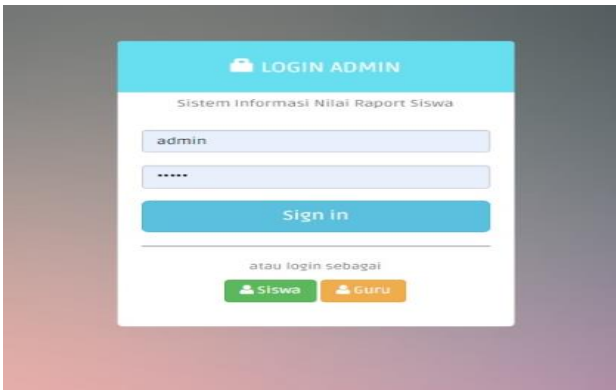 LOGIN ADMIN
Sistem Informasi Nilai Raport Siswa
admin
•••••
Sign in
atau login sebagai
Siswa Guru